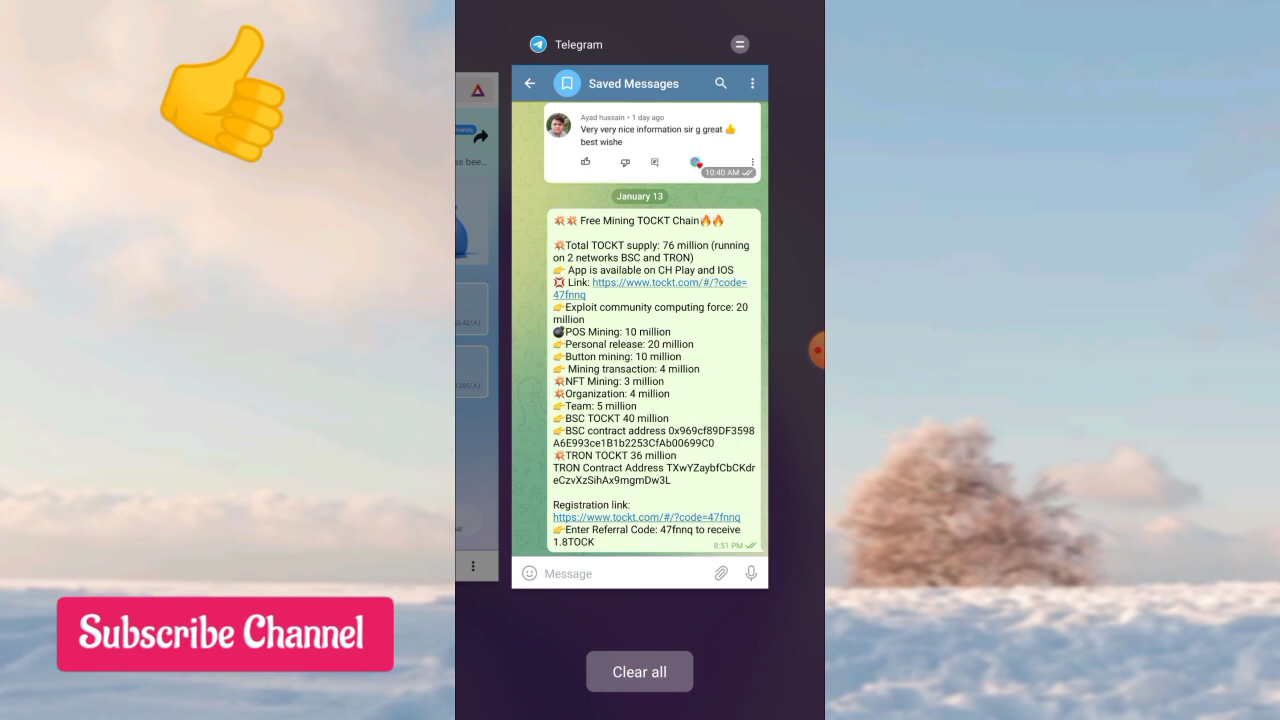 Telegram
Saved Messages
Ayad hussain • 1 day ago
Very very nice information sir g great 👍
best wishe
10:40 AM
January 13
💥💥 Free Mining TOCKT Chain🔥🔥
💥Total TOCKT supply: 76 million (running
on 2 networks BSC and TRON)
👉 App is available on CH Play and IOS
💢 Link: https://www.tockt.com/#/?code=
47fnnq
👉Exploit community computing force: 20
million
💣POS Mining: 10 million
👉Personal release: 20 million
👉Button mining: 10 million
👉 Mining transaction: 4 million
💥NFT Mining: 3 million
💥Organization: 4 million
👉Team: 5 million
👉BSC TOCKT 40 million
👉BSC contract address 0x969cf89DF3598
A6E993ce1B1b2253CfAb00699C0
💥TRON TOCKT 36 million
TRON Contract Address TXwYZaybfCbCKdr
eCzvXzSihAx9mgmDw3L
Registration link:
https://www.tockt.com/#/?code=47fnnq
👉Enter Referral Code: 47fnnq to receive
1.8TOCK
8:51 PM
Message
Clear all
Subscribe Channel